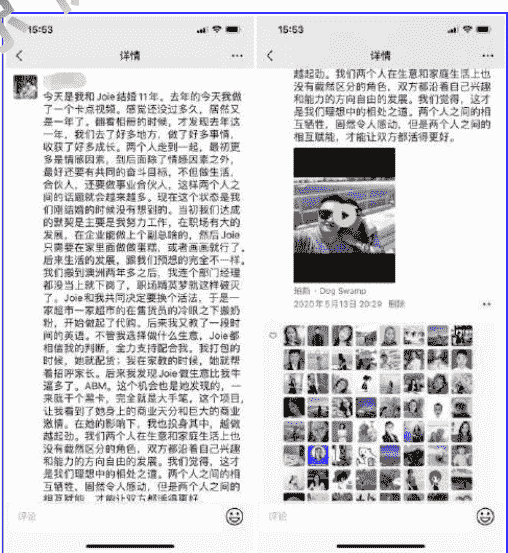 15:53
详情
今天是我和Joie结婚11年。去年的今天我做
了一个卡点视频。感觉还没过多久，居然又
是一年了。翻看相册的时候，才发现去年这
一年，我们去了好多地方，做了好多事情，
收获了好多成长。两个人走到一起，最初更
多是情感因素，到后面除了情感因素之外，
最好还要有共同的奋斗目标，不但做生活
合伙人，还要做事业合伙人，这样两个人之
间的话题就会越来越多。现在这个状态是我
们刚结婚的时候没有想到的。当初我们达成
的默契是主要是我努力工作，在职场有大的
发展，在企业能做上个副总啥的，然后Joie
只需要在家里面做做蛋糕，或者画画就行了。
后来生活的发展，跟我们预想的完全不一样。
我们搬到澳洲两年多之后，我连个部门经理
都没当上就下岗了，职场精英梦就这样破灭
了。Joie和我共同决定要换个活法，于是一
家超市一家超市的在售货员的冷眼之下搬奶
粉，开始做起了代购。后来我又教了一段时
间的英语。不管我选择做什么生意，Joie都
相信我的判断，全力支持配合我。我打包的
时候，她就配货；我在家教的时候，她就帮
着招呼家长。后来我发现Joie做生意比我牛
逼多了。ABM。这个机会也是她发现的，一
来就干个黑卡，完全就是大手笔。这个项目，
让我看到了她身上的商业天分和巨大的商业
激情。在她的影响下，我也投身其中，越做
越起劲。我们两个人在生意和家庭生活上也
没有截然区分的角色，两方都沿着自己兴趣
和能力的方向自由的发展。我们觉得，这才
是我们理想中的相处之道。两个人之间的相
互牺牲，固然令人感动，但是两个人之间的
相互赋能，才能让双方都活得更好。
评论
15:53
详情
越起劲。我们两个人在生意和家庭生活上也
没有截然区分的角色，两方都沿着自己兴趣
和能力的方向自由的发展。我们觉得，这才
是我们理想中的相处之道。两个人之间的相
互牺牲，固然令人感动，但是两个人之间的
相互赋能，才能让双方都活得更好。
Dog Swamp
2020年5月13日 20:29 删除
评论